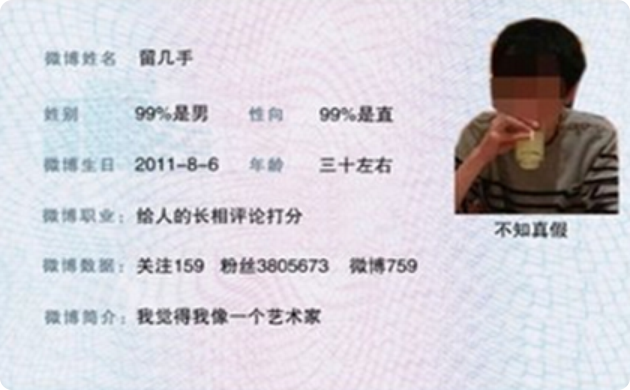 微博姓名 留几手
姓别 99%是男 性向 99%是直
微博生日 2011-8-6 年龄 三十左右
微博职业：给人的长相评论打分
微博数据：关注159 粉丝3805673 微博759
微博简介：我觉得我像一个艺术家
不知真假